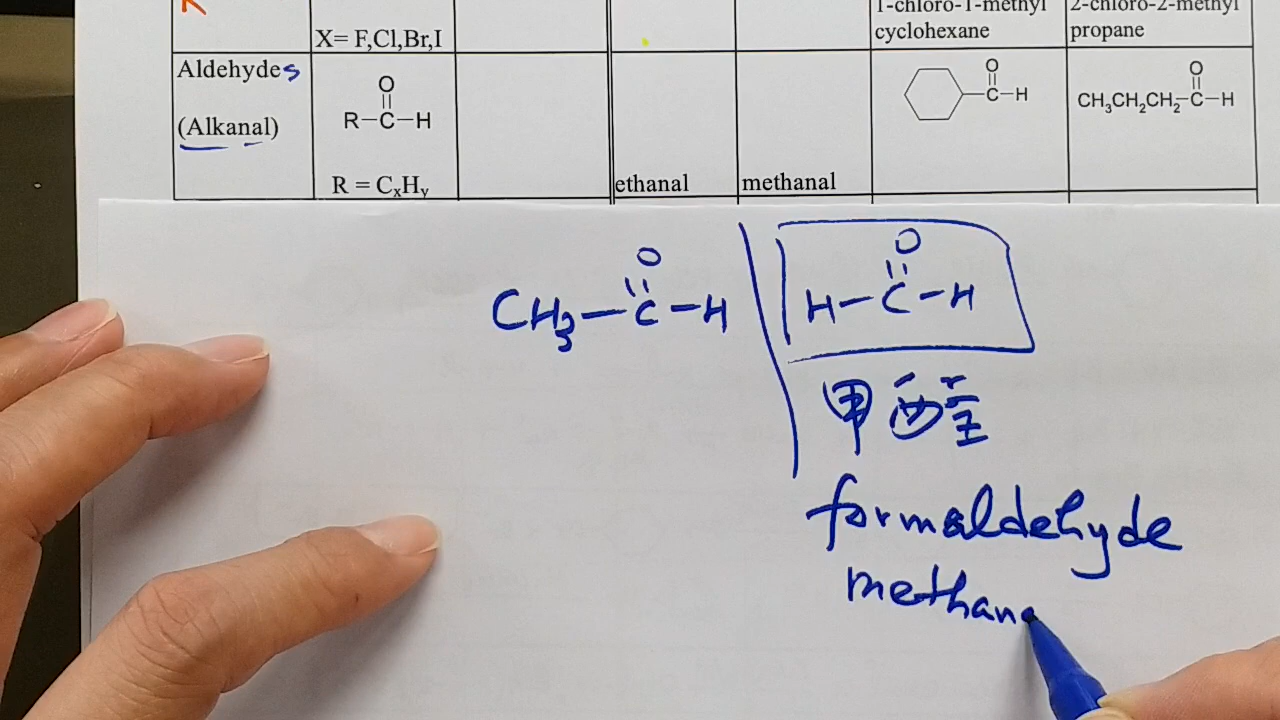 1-chloro-1-methyl
cyclohexane
2-chloro-2-methyl
propane
X= F,Cl,Br,I
Aldehydes
(Alkanal)
O
R–C–H
R = CxHy
ethanal
methanal
O
C–H
O
CH3CH2CH2–C–H
O
CH3–C–H
O
H–C–H
甲醛
formaldehyde
methana